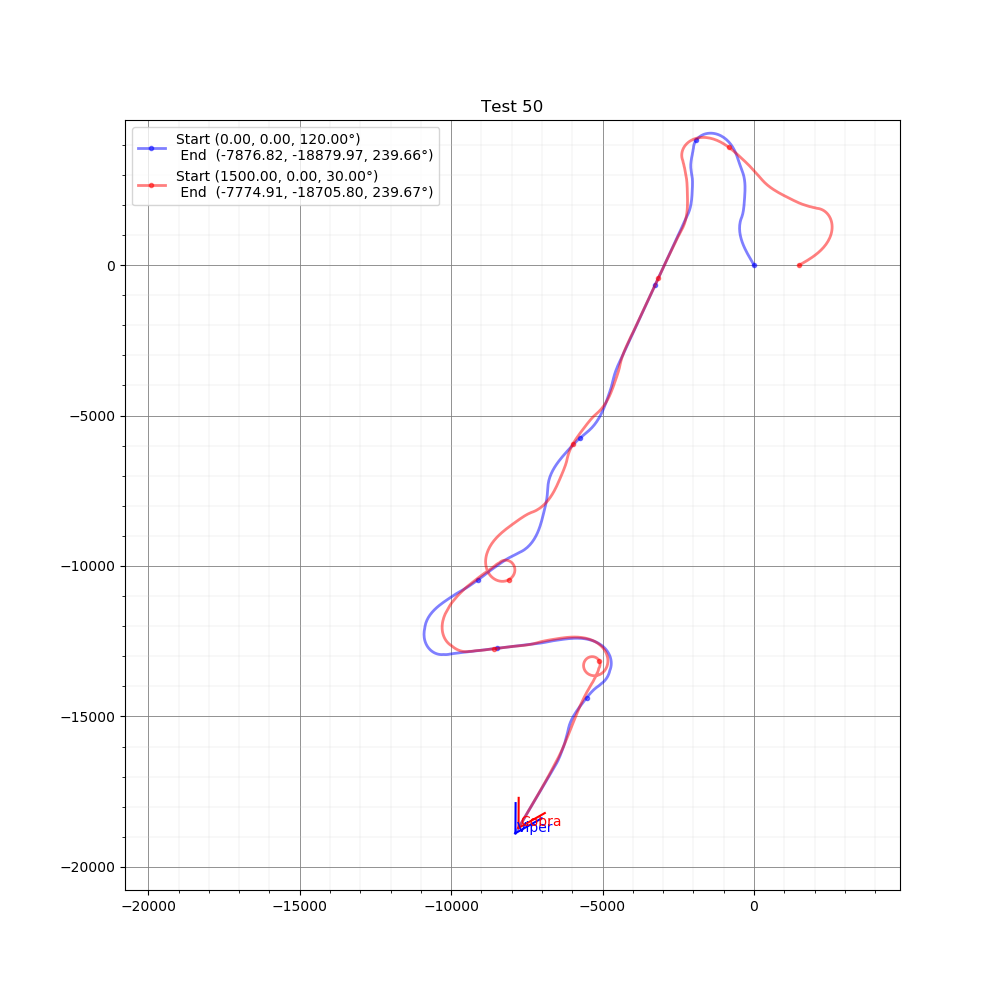 Test 50
Start (0.00, 0.00, 120.00°)
End  (-7876.82, -18879.97, 239.66°)
Start (1500.00, 0.00, 30.00°)
End  (-7774.91, -18705.80, 239.67°)
0
−5000
−10000
−15000
−20000
Cobra
Viper
−20000 −15000 −10000 −5000 0